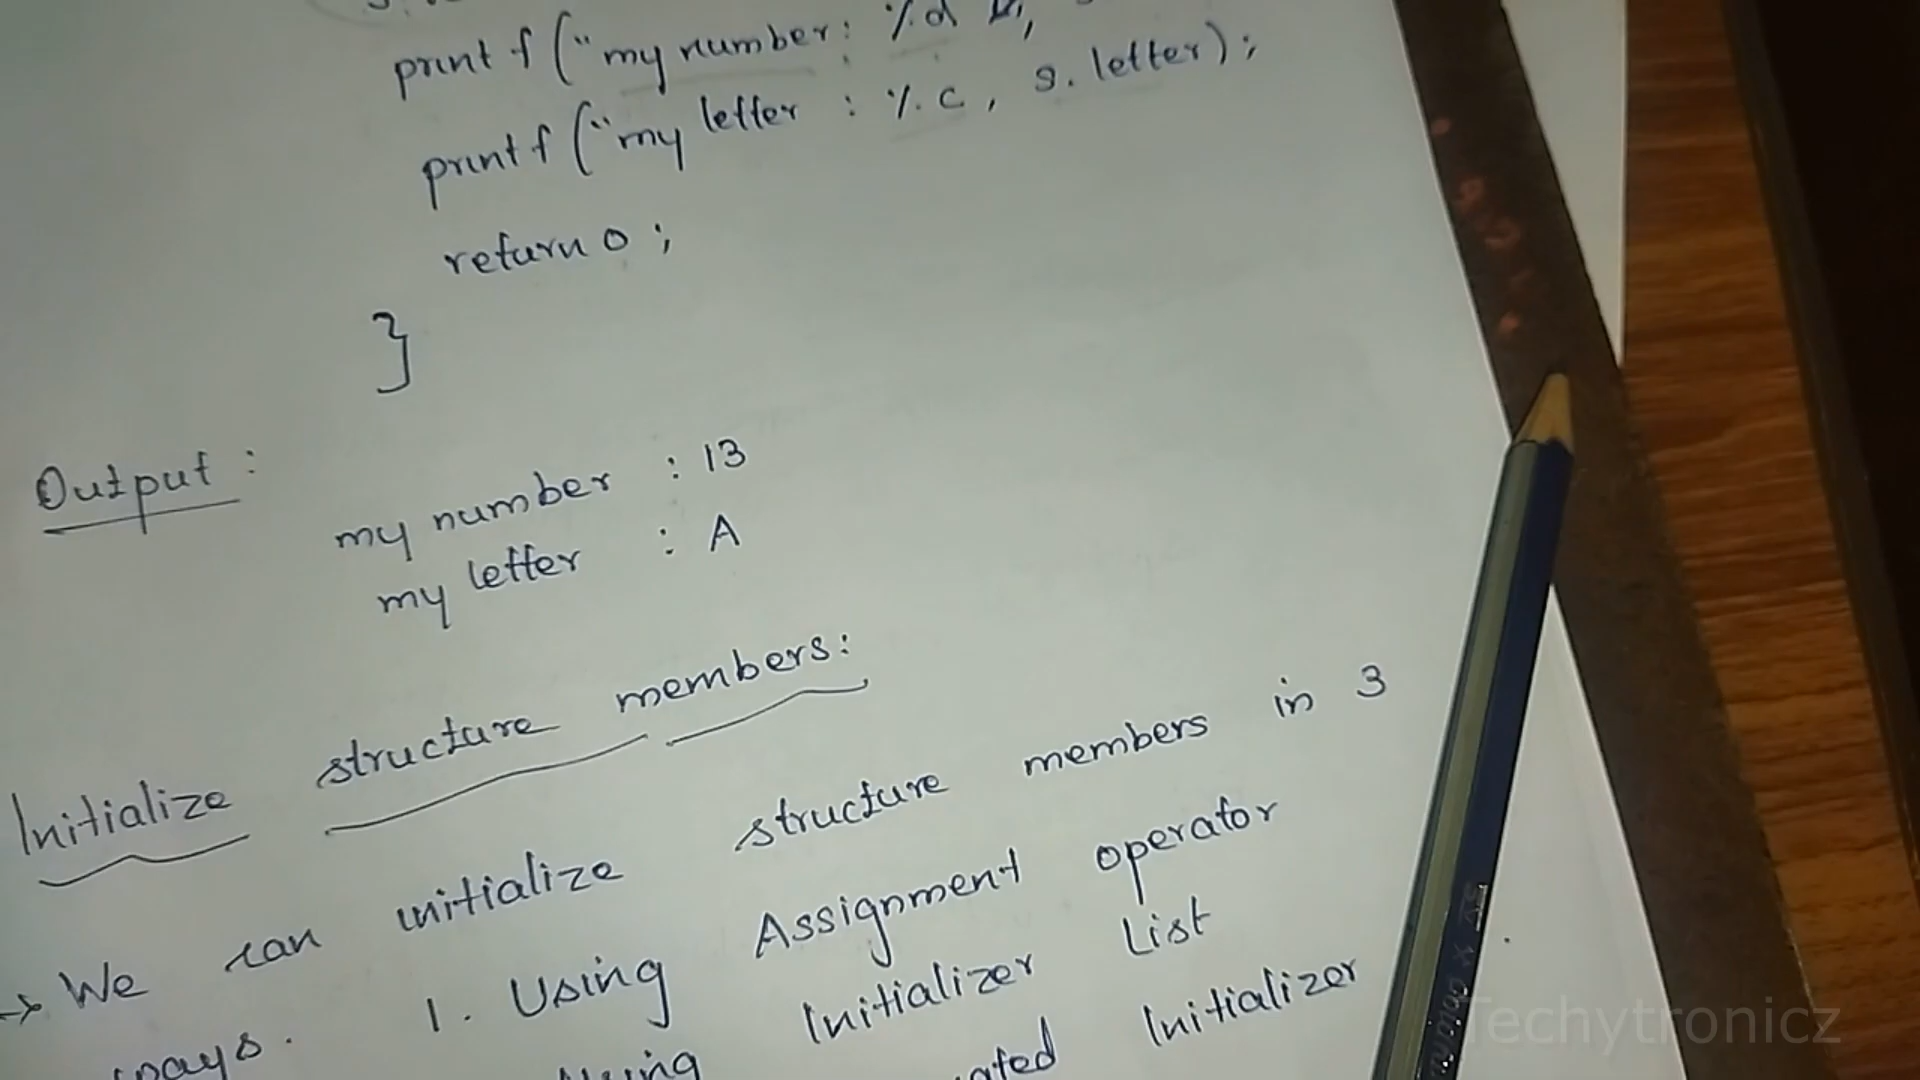 printf ("my number: %d \n,
printf ("my letter : %c, s.letter);
return 0 ;
}
Output :
my number : 13
my letter : A
Initialize structure members:
→ We can initialize structure members in 3
ways. 1. Using Assignment operator
Using Initializer List
Initializer
Techytronicz